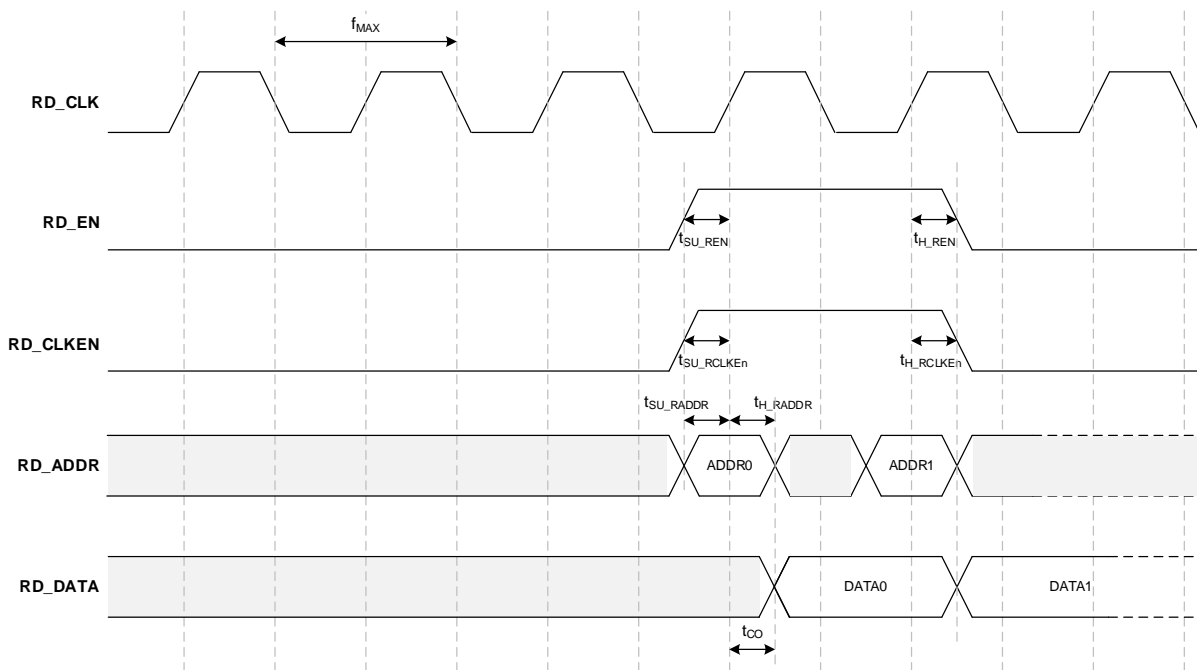 fMAX
RD_CLK
RD_EN
tSU_REN
tH_REN
RD_CLKEN
tSU_RCLKEn
tH_RCLKEn
tSU_RADDR
tH_RADDR
RD_ADDR
ADDR0
ADDR1
RD_DATA
DATA0
DATA1
tCO